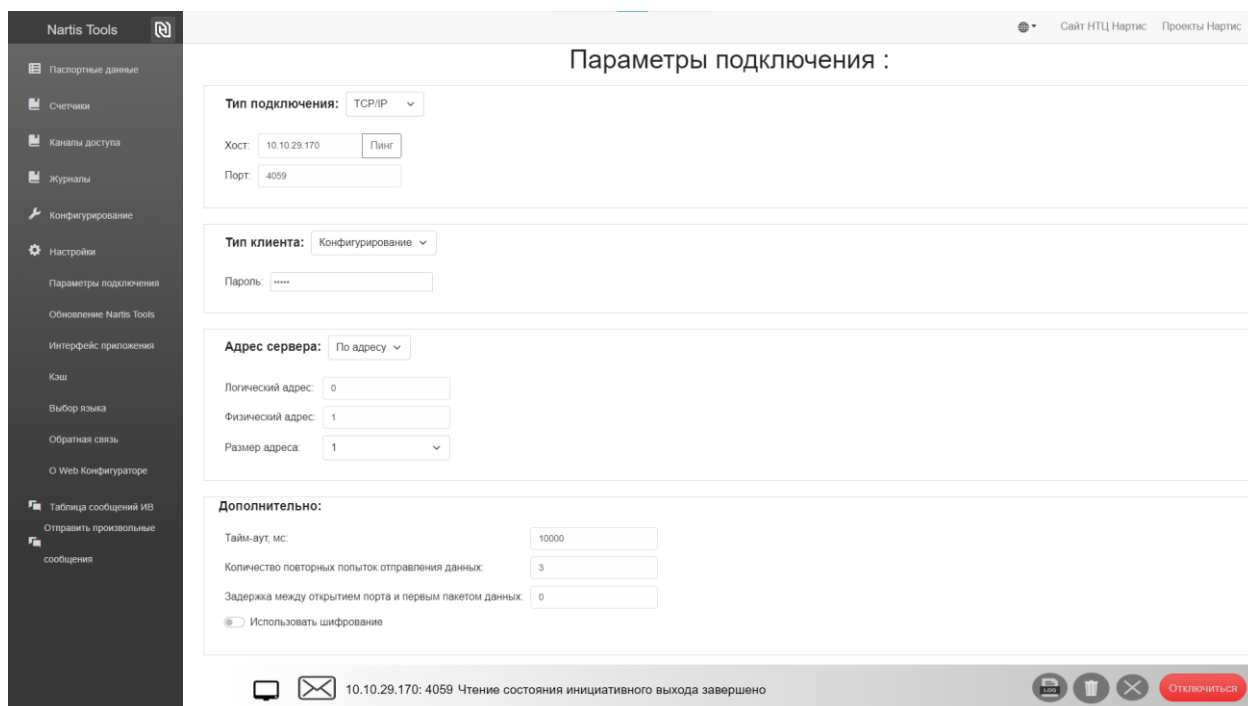 Nartis Tools
Сайт НТЦ Нартис Проекты Нартис
Паспортные данные
Счетчики
Каналы доступа
Журналы
Конфигурирование
Настройки
Параметры подключения
Обновление Nartis Tools
Интерфейс приложения
Кэш
Выбор языка
Обратная связь
О Web Конфигураторе
Таблица сообщений ИВ
Отправить произвольные
сообщения
Параметры подключения :
Тип подключения: TCP/IP
Хост: 10.10.29.170 Пинг
Порт: 4059
Тип клиента: Конфигурирование
Пароль: •••••
Адрес сервера: По адресу
Логический адрес: 0
Физический адрес: 1
Размер адреса: 1
Дополнительно:
Тайм-аут, мс: 10000
Количество повторных попыток отправления данных: 3
Задержка между открытием порта и первым пакетом данных: 0
Использовать шифрование
10.10.29.170: 4059 Чтение состояния инициативного выхода завершено
LOG
Отключиться